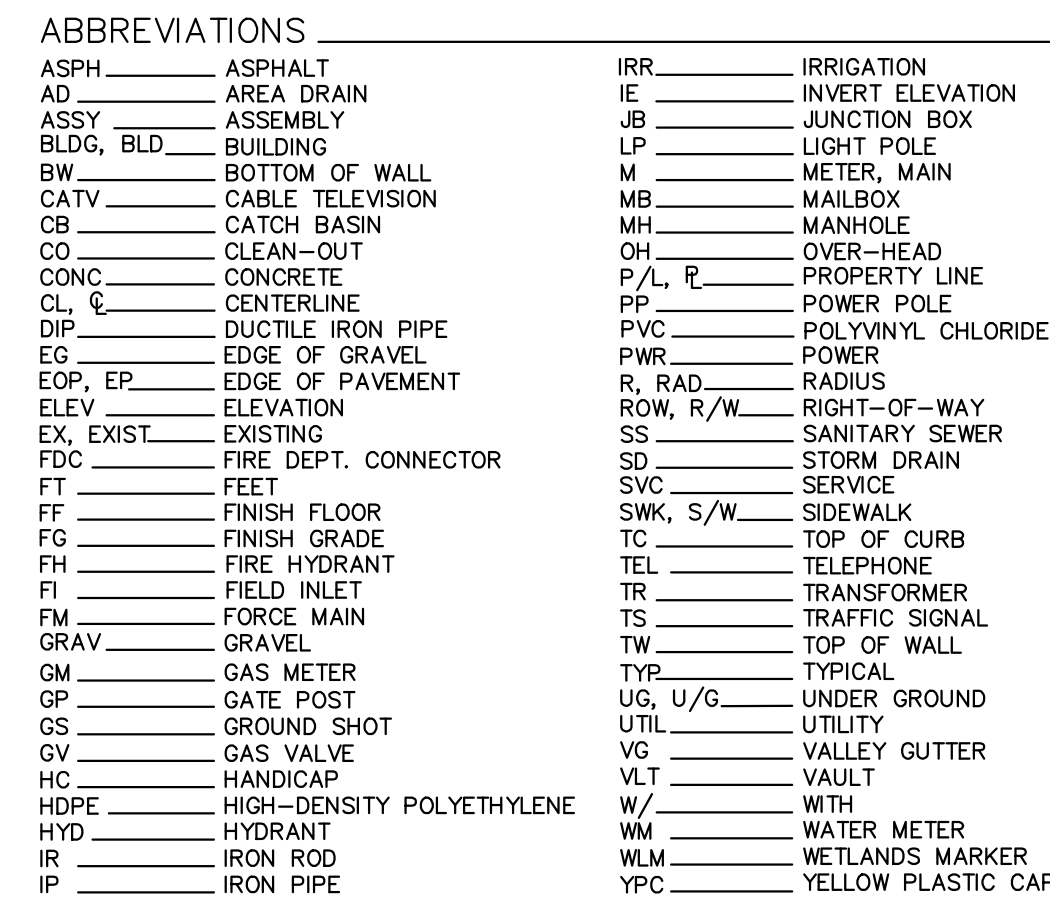 ABBREVIATIONS
ASPH ASPHALT
AD AREA DRAIN
ASSY ASSEMBLY
BLDG, BLD BUILDING
BW BOTTOM OF WALL
CATV CABLE TELEVISION
CB CATCH BASIN
CO CLEAN-OUT
CONC CONCRETE
CL, ℄ CENTERLINE
DIP DUCTILE IRON PIPE
EG EDGE OF GRAVEL
EOP, EP EDGE OF PAVEMENT
ELEV ELEVATION
EX, EXIST EXISTING
FDC FIRE DEPT. CONNECTOR
FT FEET
FF FINISH FLOOR
FG FINISH GRADE
FH FIRE HYDRANT
FI FIELD INLET
FM FORCE MAIN
GRAV GRAVEL
GM GAS METER
GP GATE POST
GS GROUND SHOT
GV GAS VALVE
HC HANDICAP
HDPE HIGH-DENSITY POLYETHYLENE
HYD HYDRANT
IR IRON ROD
IP IRON PIPE
IRR IRRIGATION
IE INVERT ELEVATION
JB JUNCTION BOX
LP LIGHT POLE
M METER, MAIN
MB MAILBOX
MH MANHOLE
OH OVER-HEAD
P/L, ⅊ PROPERTY LINE
PP POWER POLE
PVC POLYVINYL CHLORIDE
PWR POWER
R, RAD RADIUS
ROW, R/W RIGHT-OF-WAY
SS SANITARY SEWER
SD STORM DRAIN
SVC SERVICE
SWK, S/W SIDEWALK
TC TOP OF CURB
TEL TELEPHONE
TR TRANSFORMER
TS TRAFFIC SIGNAL
TW TOP OF WALL
TYP TYPICAL
UG, U/G UNDER GROUND
UTIL UTILITY
VG VALLEY GUTTER
VLT VAULT
W/ WITH
WM WATER METER
WLM WETLANDS MARKER
YPC YELLOW PLASTIC CAP